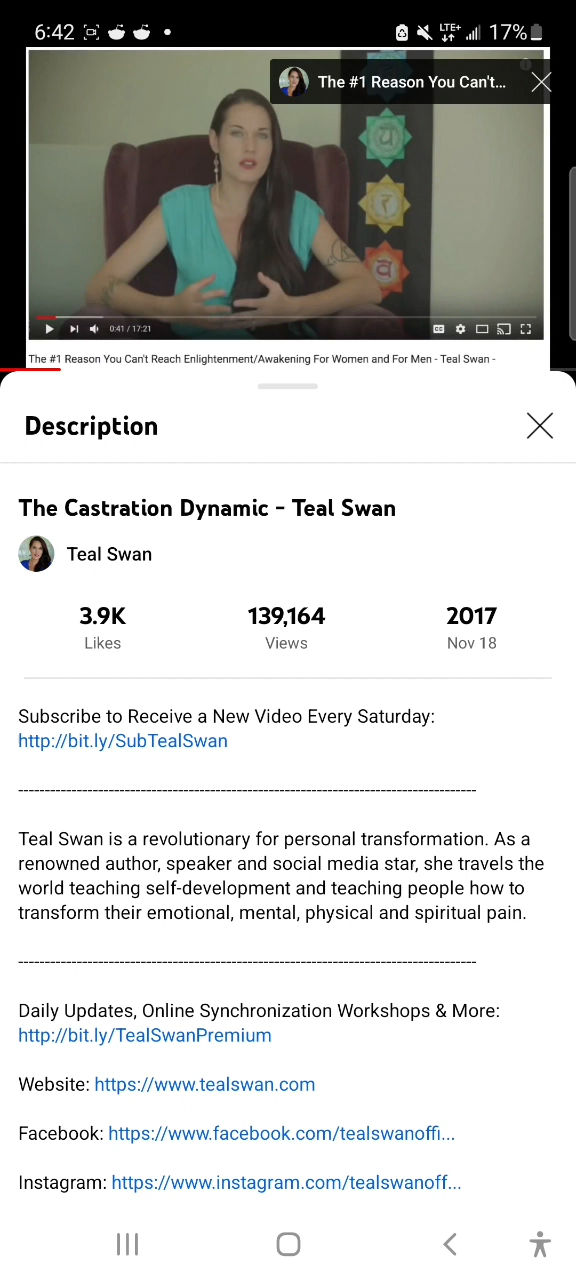 6:42
LTE+
17%
The #1 Reason You Can't...
0:41 / 17:21
CC
The #1 Reason You Can't Reach Enlightenment/Awakening For Women and For Men - Teal Swan -
Description
The Castration Dynamic - Teal Swan
Teal Swan
3.9K
139,164
2017
Likes
Views
Nov 18
Subscribe to Receive a New Video Every Saturday:
http://bit.ly/SubTealSwan
---------------------------------------------------------------------------------------
Teal Swan is a revolutionary for personal transformation. As a
renowned author, speaker and social media star, she travels the
world teaching self-development and teaching people how to
transform their emotional, mental, physical and spiritual pain.
---------------------------------------------------------------------------------------
Daily Updates, Online Synchronization Workshops & More:
http://bit.ly/TealSwanPremium
Website: https://www.tealswan.com
Facebook: https://www.facebook.com/tealswanoffi...
Instagram: https://www.instagram.com/tealswanoff...